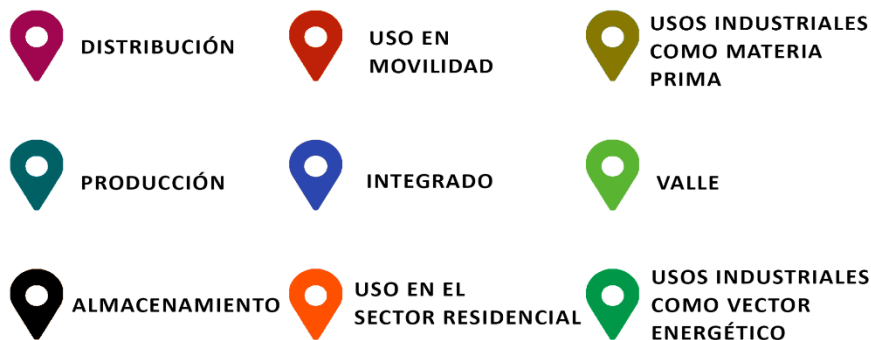 DISTRIBUCIÓN
USO EN
MOVILIDAD
USOS INDUSTRIALES
COMO MATERIA
PRIMA
PRODUCCIÓN
INTEGRADO
VALLE
ALMACENAMIENTO
USO EN EL
SECTOR RESIDENCIAL
USOS INDUSTRIALES
COMO VECTOR
ENERGÉTICO